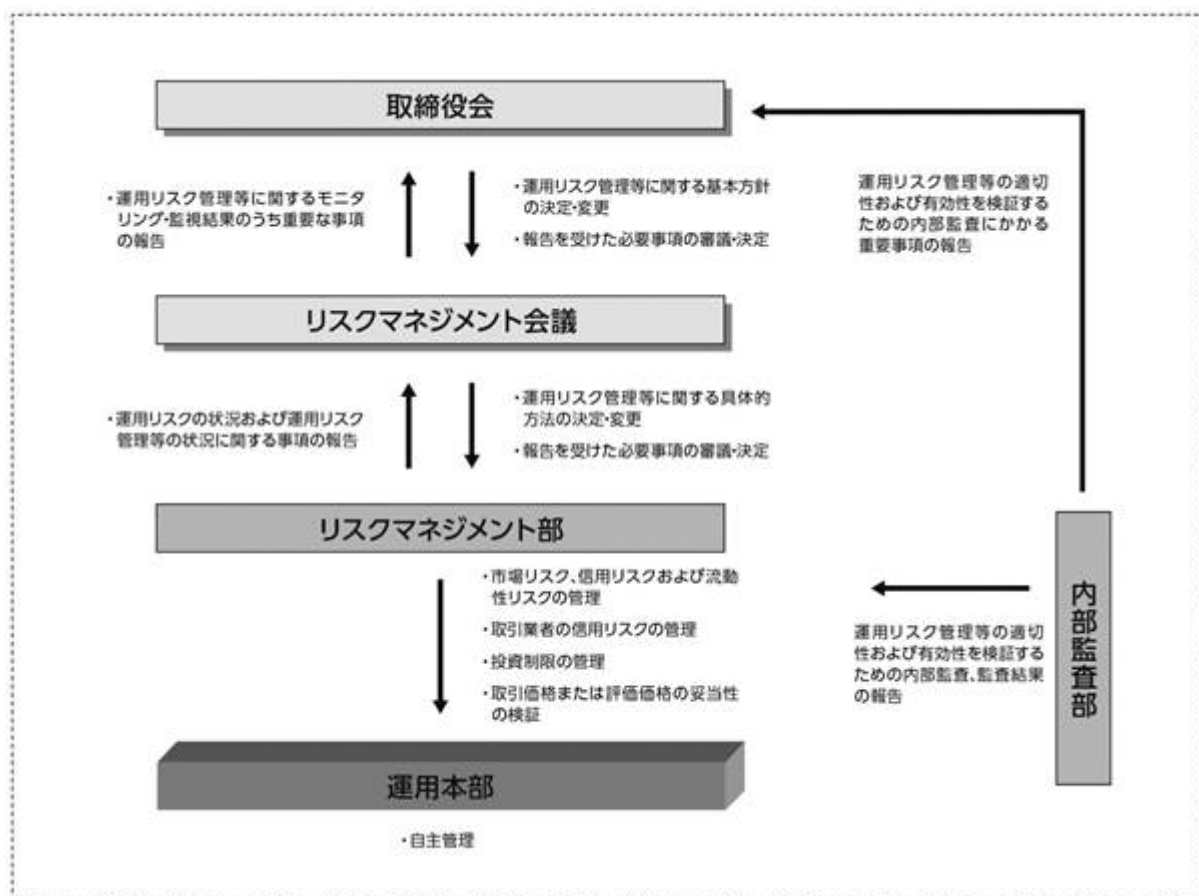 取締役会
・運用リスク管理等に関するモニタ
リング・監視結果のうち重要な事項
の報告
・運用リスク管理等に関する基本方針
の決定・変更
・報告を受けた必要事項の審議・決定
運用リスク管理等の適切
性および有効性を検証する
ための内部監査にかかる
重要事項の報告
リスクマネジメント会議
・運用リスクの状況および運用リスク
管理等の状況に関する事項の報告
・運用リスク管理等に関する具体的
方法の決定・変更
・報告を受けた必要事項の審議・決定
リスクマネジメント部
・市場リスク、信用リスクおよび流動
性リスクの管理
・取引業者の信用リスクの管理
・投資制限の管理
・取引価格または評価価格の妥当性
の検証
運用リスク管理等の適切
性および有効性を検証する
ための内部監査、監査結果
の報告
内部監査部
運用本部
・自主管理